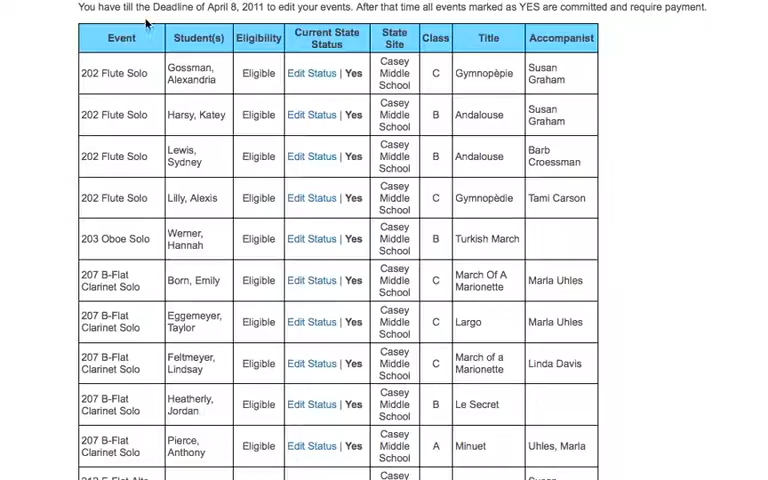 You have till the Deadline of April 8, 2011 to edit your events. After that time all events marked as YES are committed and require payment.
Event Student(s) Eligibility Current State Status State Site Class Title Accompanist
202 Flute Solo Gossman, Alexandria Eligible Edit Status | Yes Casey Middle School C Gymnopèpie Susan Graham
202 Flute Solo Harsy, Katey Eligible Edit Status | Yes Casey Middle School B Andalouse Susan Graham
202 Flute Solo Lewis, Sydney Eligible Edit Status | Yes Casey Middle School B Andalouse Barb Croessman
202 Flute Solo Lilly, Alexis Eligible Edit Status | Yes Casey Middle School C Gymnopèdie Tami Carson
203 Oboe Solo Werner, Hannah Eligible Edit Status | Yes Casey Middle School B Turkish March
207 B-Flat Clarinet Solo Born, Emily Eligible Edit Status | Yes Casey Middle School C March Of A Marionette Marla Uhles
207 B-Flat Clarinet Solo Eggemeyer, Taylor Eligible Edit Status | Yes Casey Middle School C Largo Marla Uhles
207 B-Flat Clarinet Solo Feltmeyer, Lindsay Eligible Edit Status | Yes Casey Middle School C March of a Marionette Linda Davis
207 B-Flat Clarinet Solo Heatherly, Jordan Eligible Edit Status | Yes Casey Middle School B Le Secret
207 B-Flat Clarinet Solo Pierce, Anthony Eligible Edit Status | Yes Casey Middle School A Minuet Uhles, Marla
Casey